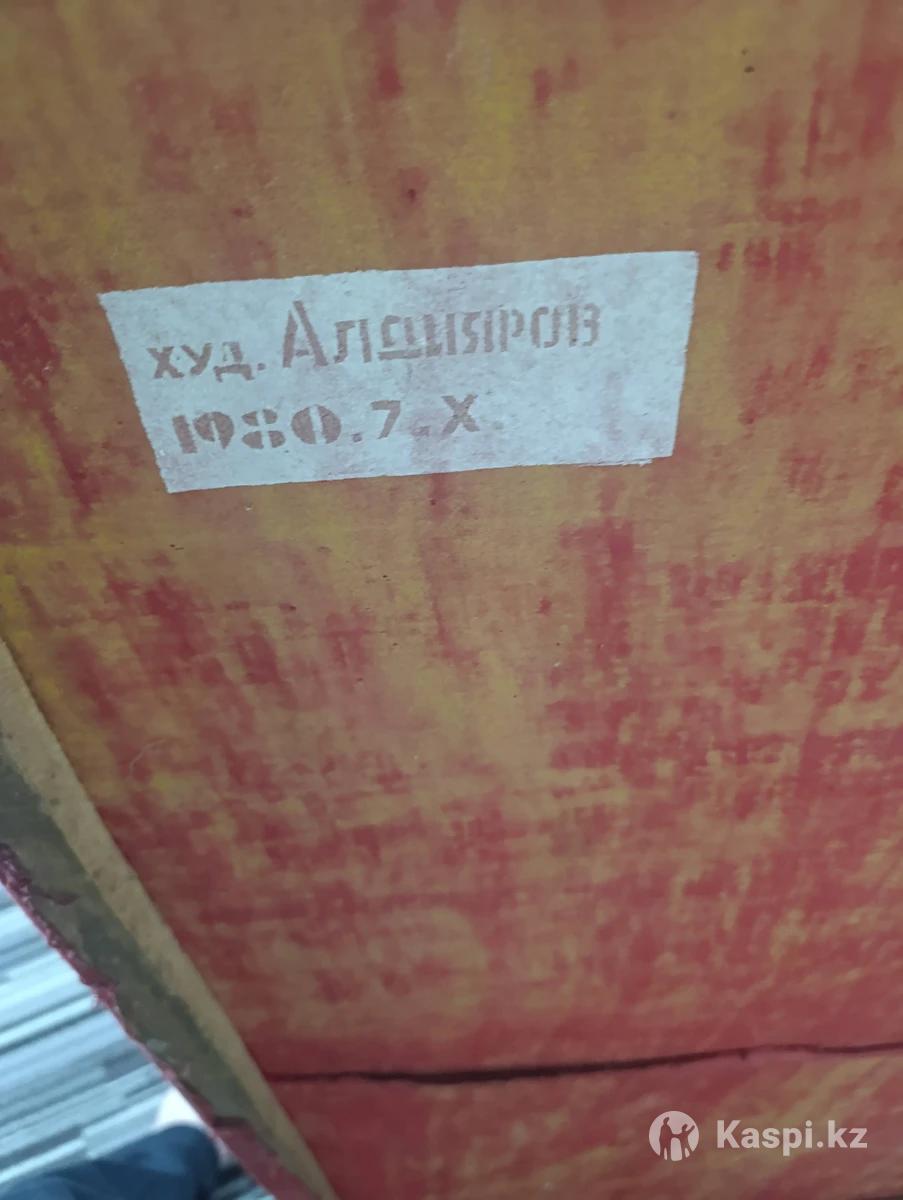 худ. Алдияров
1980.7.X.
Kaspi.kz